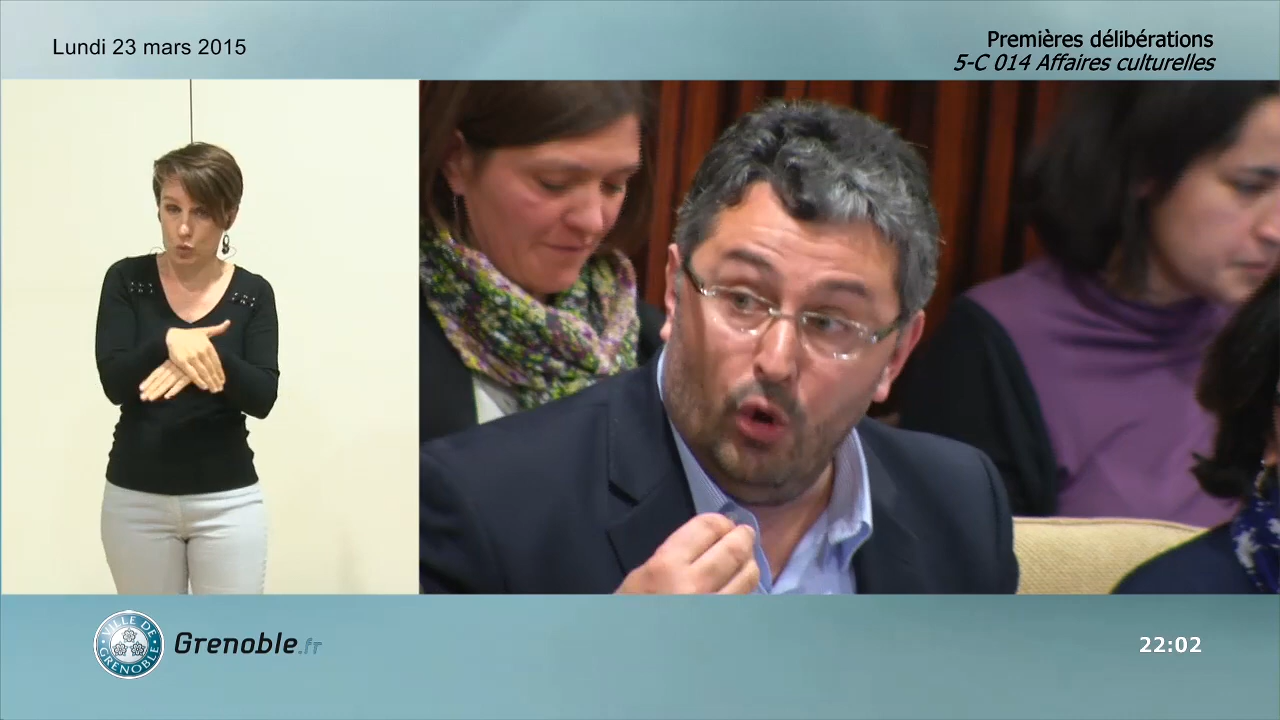 Lundi 23 mars 2015
Premières délibérations
5-C 014 Affaires culturelles
VILLE DE
GRENOBLE
Grenoble.fr
22:02